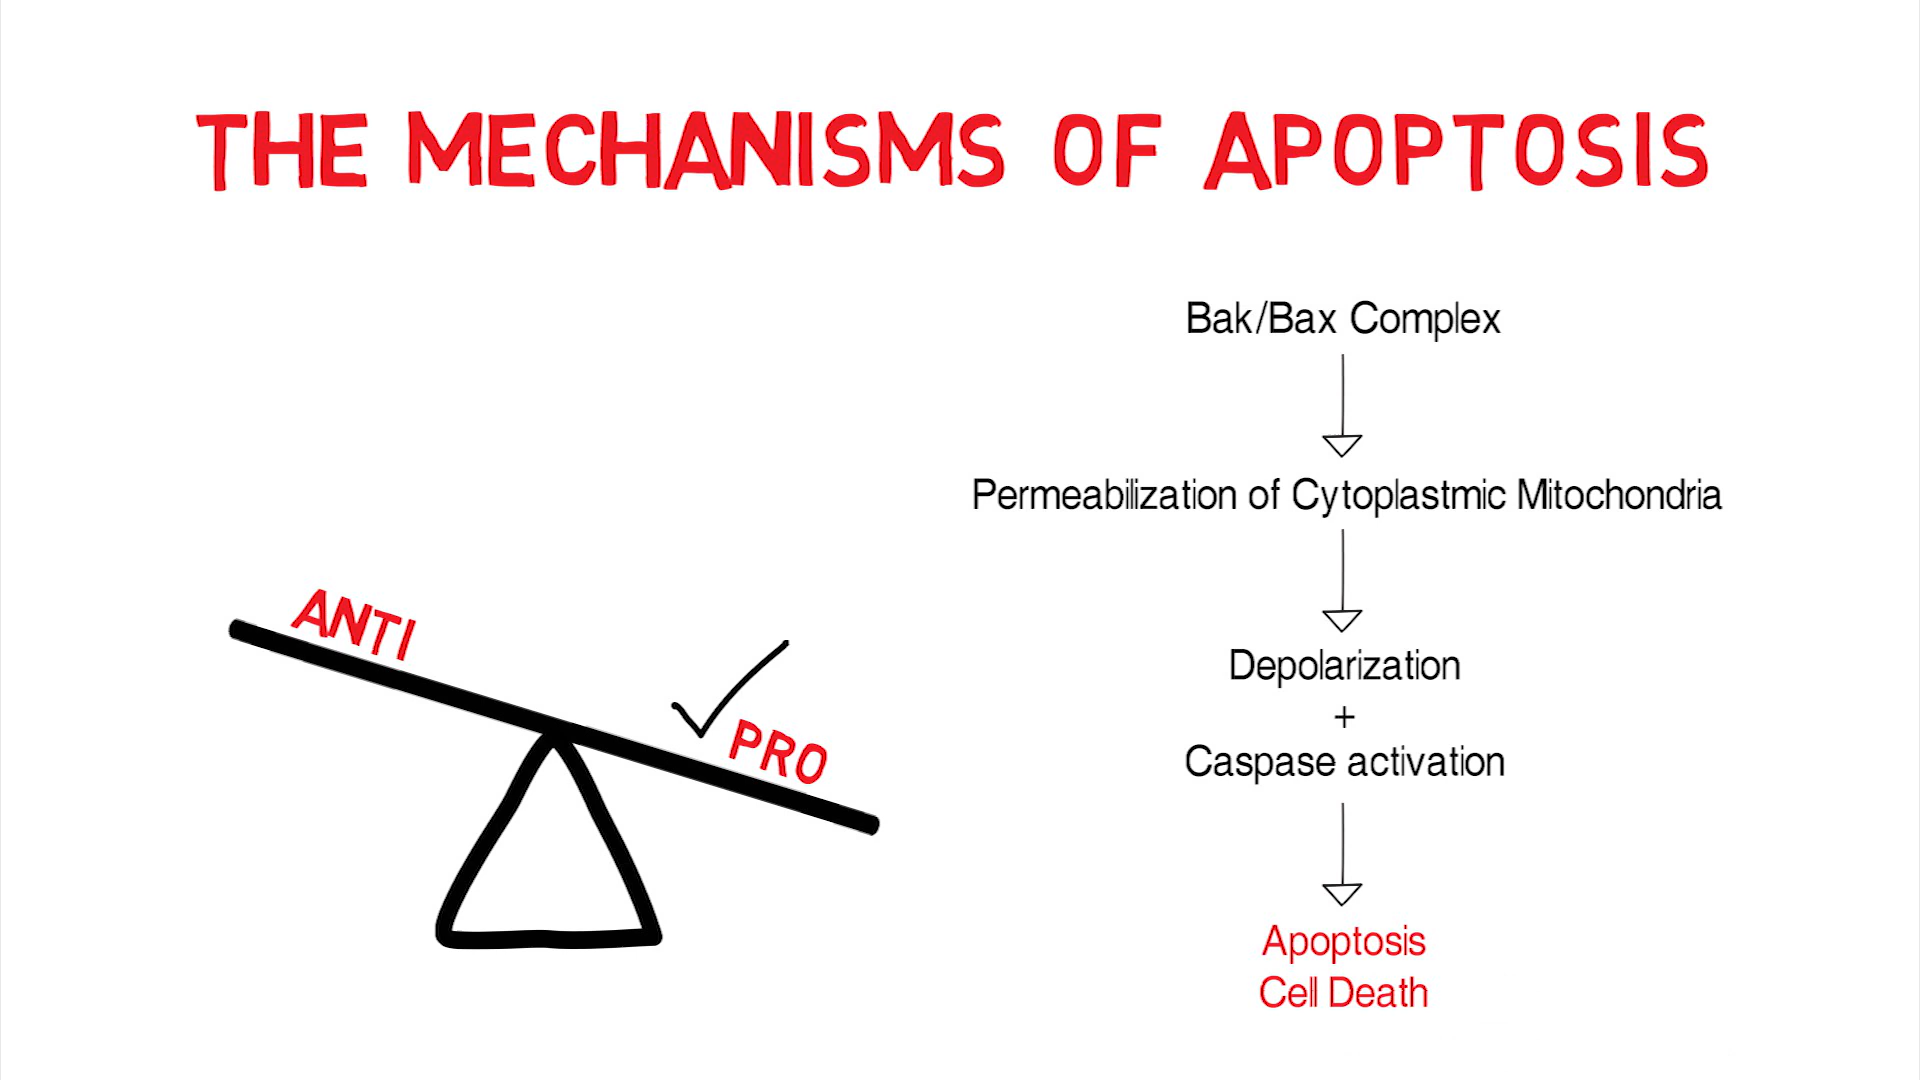 THE MECHANISMS OF APOPTOSIS
Bak/Bax Complex
Permeabilization of Cytoplastmic Mitochondria
Depolarization
+
Caspase activation
Apoptosis
Cell Death
ANTI
PRO